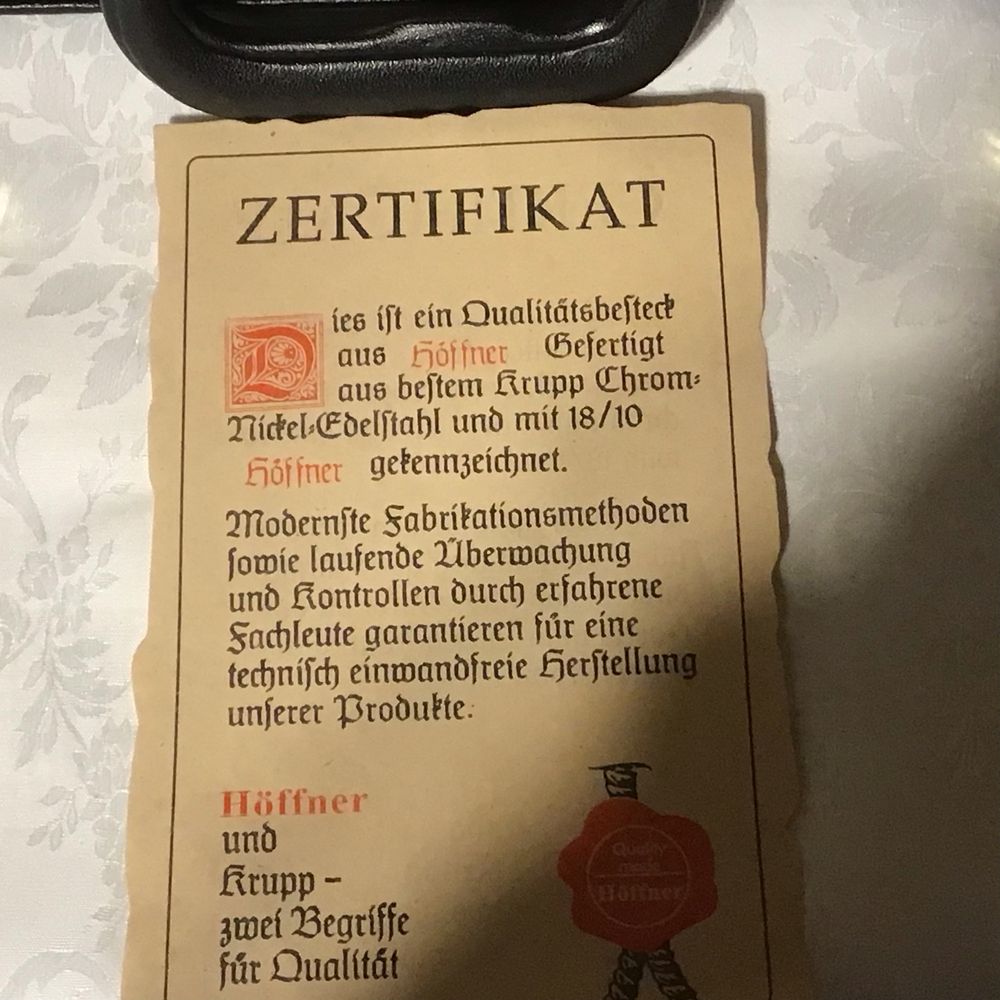 ZERTIFIKAT
Dies ist ein Qualitätsbesteck
aus Höffner Gefertigt
aus bestem Krupp Chrom-
Nickel-Edelstahl und mit 18/10
Höffner gekennzeichnet.
Modernste Fabrikationsmethoden
sowie laufende Überwachung
und Kontrollen durch erfahrene
Fachleute garantieren für eine
technisch einwandfreie Herstellung
unserer Produkte.
Höffner
und
Krupp –
zwei Begriffe
für Qualität
Quality
made
Höffner